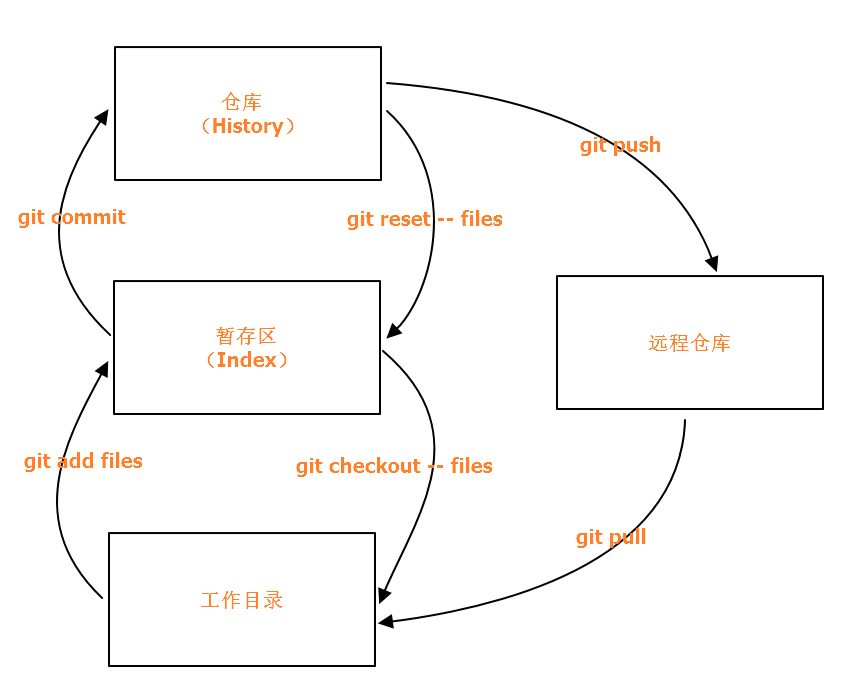 仓库
（History）
git push
git commit
git reset -- files
暂存区
（Index）
远程仓库
git add files
git checkout -- files
git pull
工作目录